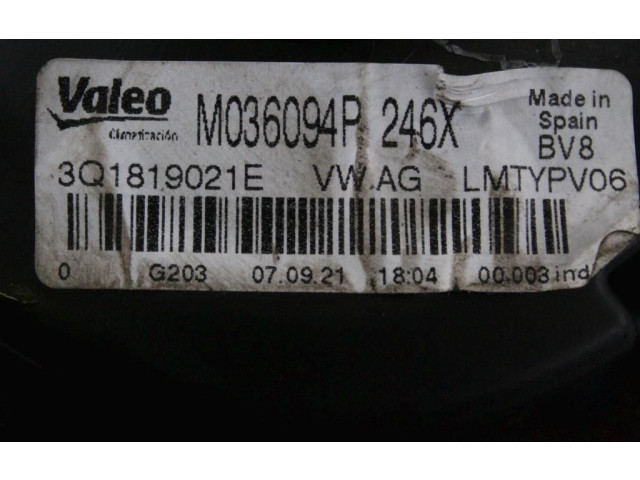 Valeo M036094P 246X Made in
Climatización Spain
BV8
3Q1819021E VW AG LMTYPV06
0 G203 07.09.21 18:04 00.003 ind